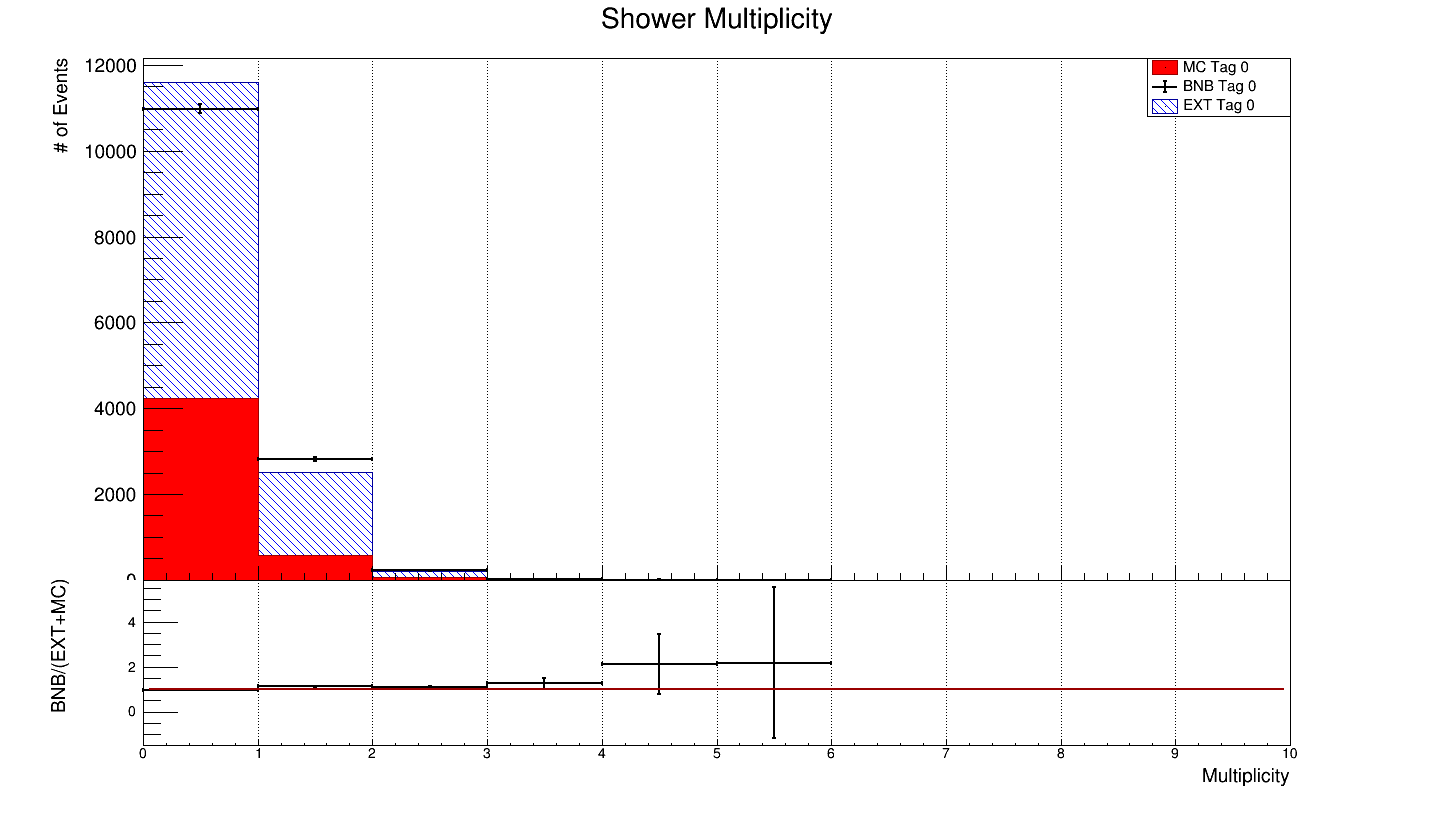 Shower Multiplicity
# of Events
12000
10000
8000
6000
4000
2000
0
MC Tag 0
BNB Tag 0
EXT Tag 0
BNB/(EXT+MC)
4
2
0
0 1 2 3 4 5 6 7 8 9 10
Multiplicity